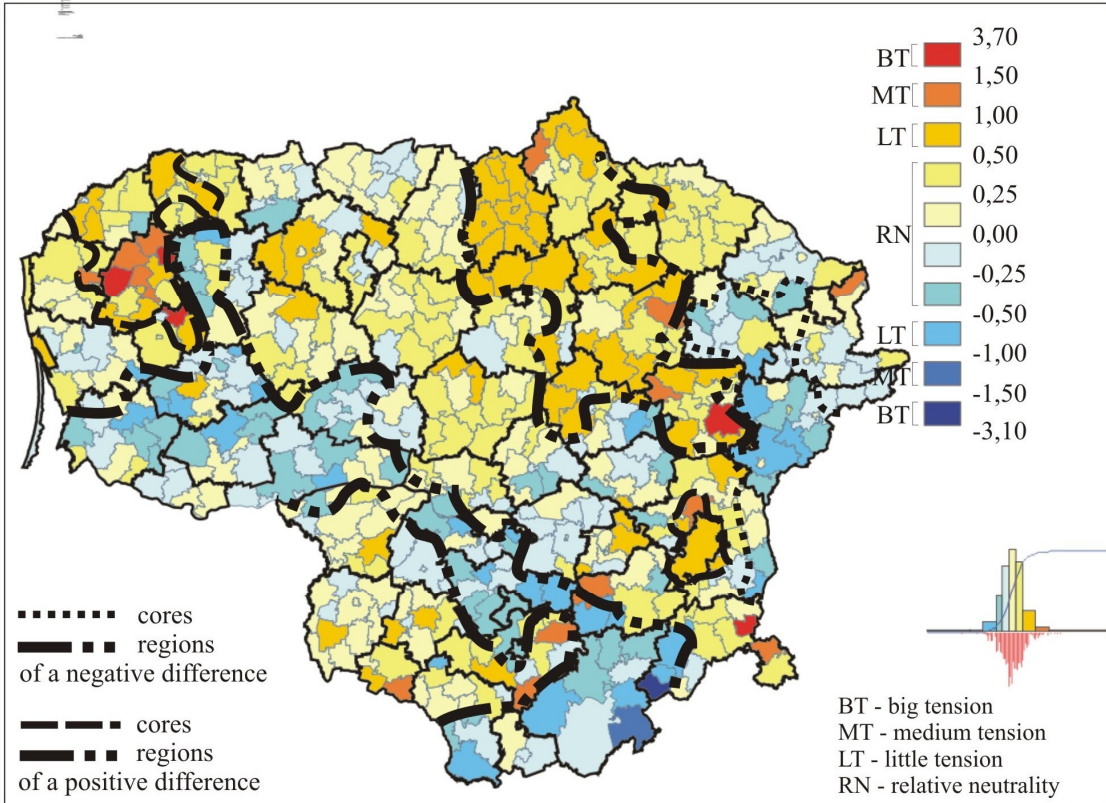 3,70
BT
1,50
MT
1,00
LT
0,50
0,25
RN
0,00
-0,25
-0,50
LT
-1,00
MT
-1,50
BT
-3,10
cores
regions
of a negative difference
cores
regions
of a positive difference
BT - big tension
MT - medium tension
LT - little tension
RN - relative neutrality